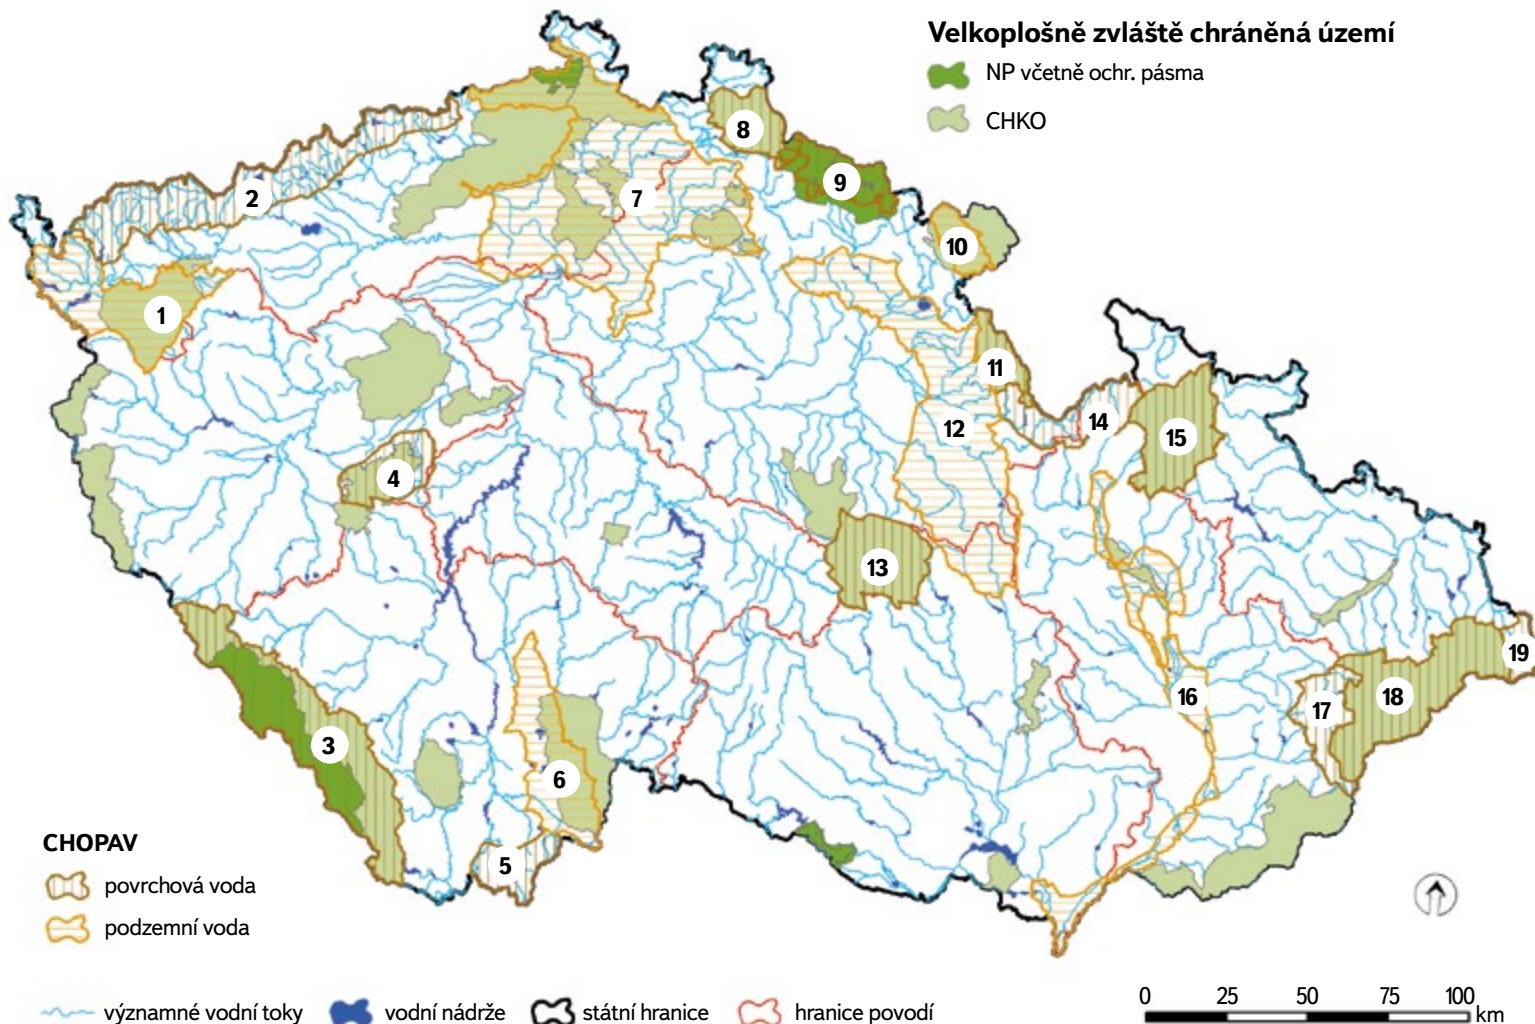 Velkoplošně zvláště chráněná území
NP včetně ochr. pásma
CHKO
8
9
2
7
10
1
11
12
14
15
4
13
19
16
17
18
3
6
5
CHOPAV
povrchová voda
podzemní voda
významné vodní toky
vodní nádrže
státní hranice
hranice povodí
0 25 50 75 100
km